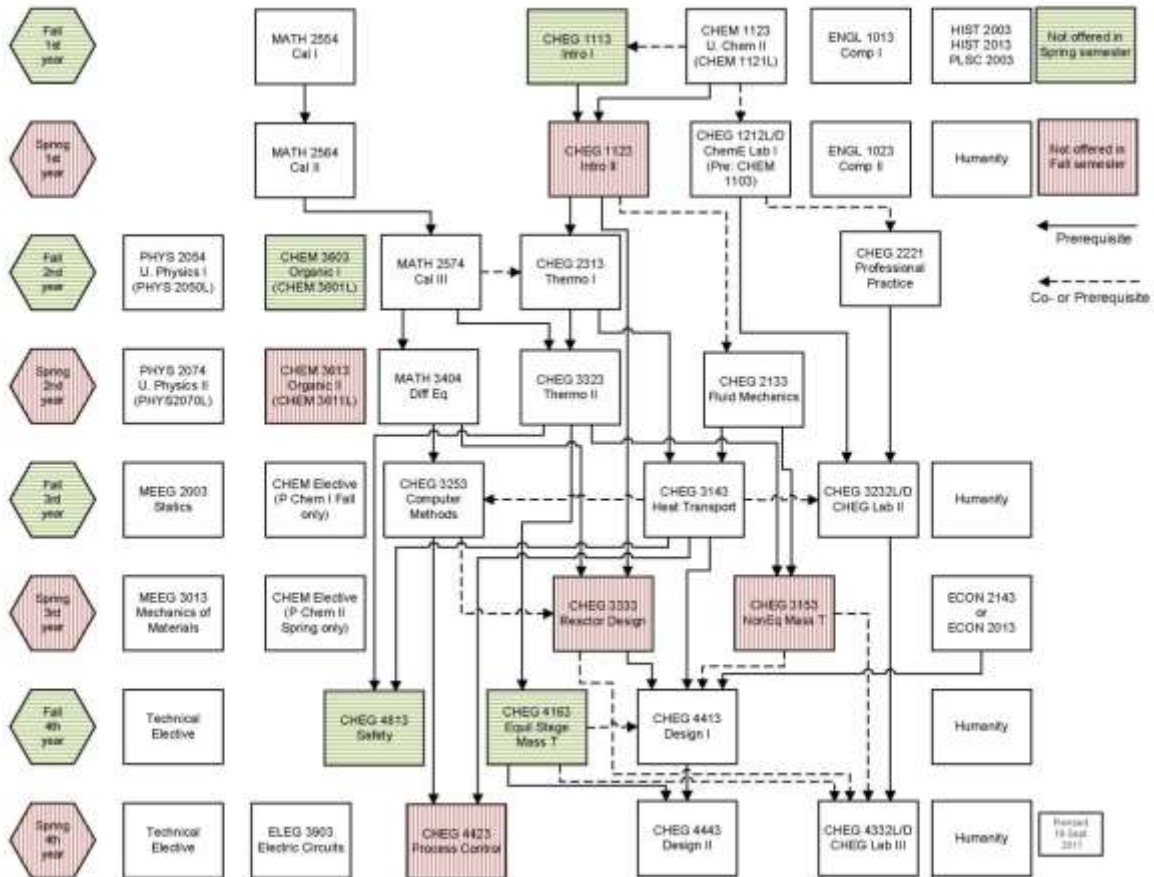 Fall
1st
year
MATH 2554
Cal I
CHEG 1113
Intro I
CHEM 1123
U. Chem II
(CHEM 1121L)
ENGL 1013
Comp I
HIST 2003
HIST 2013
PLSC 2003
Not offered in
Spring semester
Spring
1st
year
MATH 2564
Cal II
CHEG 1123
Intro II
CHEG 1212L/D
ChemE Lab I
(Pre: CHEM
1103)
ENGL 1023
Comp II
Humanity
Not offered in
Fall semester
Prerequisite
Co- or Prerequisite
Fall
2nd
year
PHYS 2054
U. Physics I
(PHYS 2050L)
CHEM 3603
Organic I
(CHEM 3601L)
MATH 2574
Cal III
CHEG 2313
Thermo I
CHEG 2221
Professional
Practice
Spring
2nd
year
PHYS 2074
U. Physics II
(PHYS2070L)
CHEM 3613
Organic II
(CHEM 3611L)
MATH 3404
Diff Eq
CHEG 3323
Thermo II
CHEG 2133
Fluid Mechanics
Fall
3rd
year
MEEG 2003
Statics
CHEM Elective
(P Chem I Fall
only)
CHEG 3253
Computer
Methods
CHEG 3143
Heat Transport
CHEG 3232L/D
CHEG Lab II
Humanity
Spring
3rd
year
MEEG 3013
Mechanics of
Materials
CHEM Elective
(P Chem II
Spring only)
CHEG 3333
Reactor Design
CHEG 3153
NonEq Mass T
ECON 2143
or
ECON 2013
Fall
4th
year
Technical
Elective
CHEG 4813
Safety
CHEG 4163
Equil Stage
Mass T
CHEG 4413
Design I
Humanity
Spring
4th
year
Technical
Elective
ELEG 3903
Electric Circuits
CHEG 4423
Process Control
CHEG 4443
Design II
CHEG 4332L/D
CHEG Lab III
Humanity